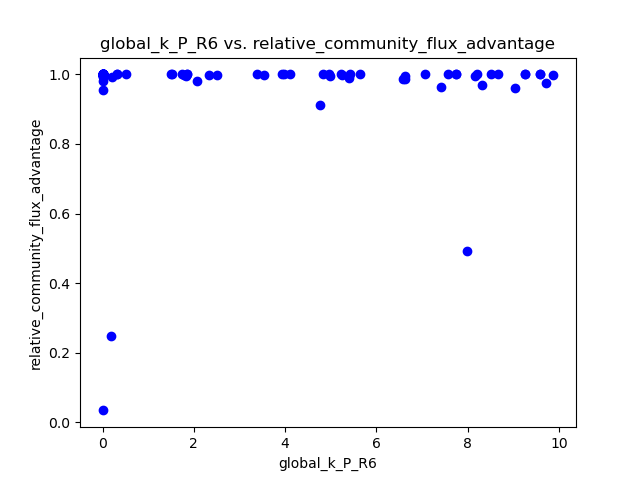 global_k_P_R6 vs. relative_community_flux_advantage
relative_community_flux_advantage
1.0
0.8
0.6
0.4
0.2
0.0
0 2 4 6 8 10
global_k_P_R6